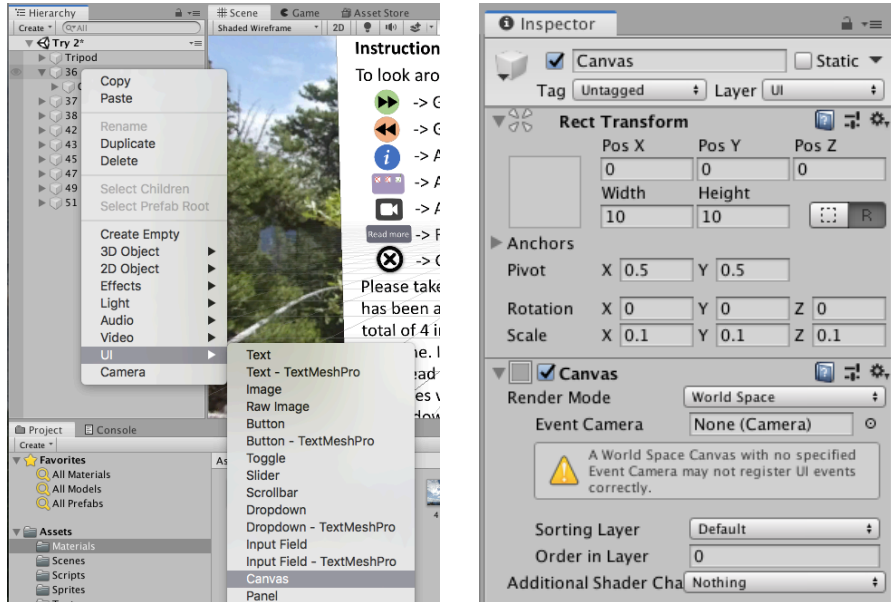 Hierarchy
Create
All
Try 2*
Tripod
36
37
38
42
43
45
47
49
51
Copy
Paste
Rename
Duplicate
Delete
Select Children
Select Prefab Root
Create Empty
3D Object
2D Object
Effects
Light
Audio
Video
UI
Camera
Text
Text - TextMeshPro
Image
Raw Image
Button
Button - TextMeshPro
Toggle
Slider
Scrollbar
Dropdown
Dropdown - TextMeshPro
Input Field
Input Field - TextMeshPro
Canvas
Panel
Scene Game Asset Store
Shaded Wireframe 2D
Instruction
To look aro
-> G
-> G
i -> A
-> A
-> A
Read more -> F
Please take
has been a
total of 4 i
Project Console
Create
Favorites
All Materials
All Models
All Prefabs
Assets
Materials
Scenes
Scripts
Sprites
As
4
Inspector
Canvas Static
Tag Untagged Layer UI
Rect Transform
Pos X Pos Y Pos Z
0 0 0
Width Height
10 10 R
Anchors
Pivot X 0.5 Y 0.5
Rotation X 0 Y 0 Z 0
Scale X 0.1 Y 0.1 Z 0.1
Canvas
Render Mode World Space
Event Camera None (Camera)
A World Space Canvas with no specified
Event Camera may not register UI events
correctly.
Sorting Layer Default
Order in Layer 0
Additional Shader Cha Nothing